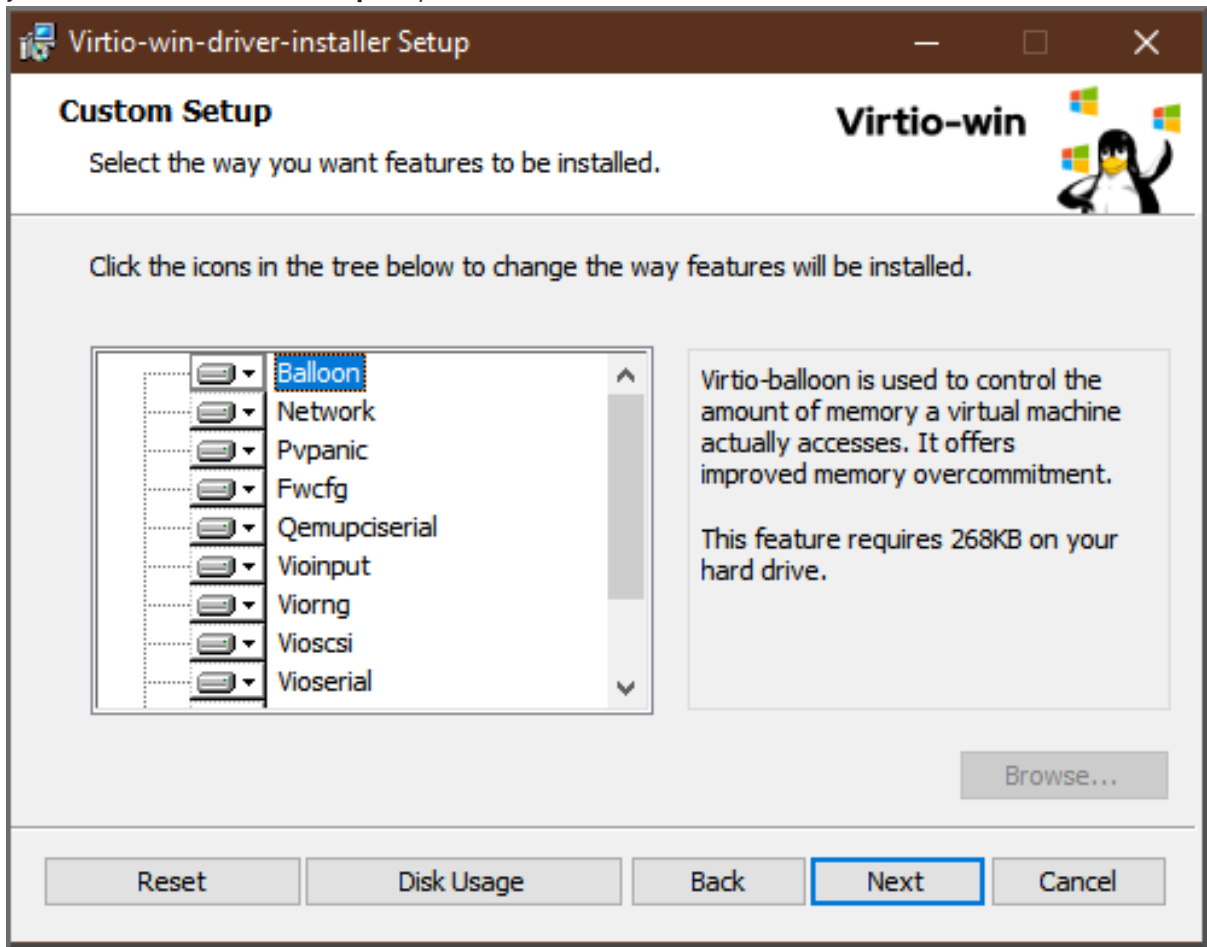 Virtio-win-driver-installer Setup
Custom Setup
Virtio-win
Select the way you want features to be installed.
Click the icons in the tree below to change the way features will be installed.
Balloon
Network
Pvpanic
Fwcfg
Qemupciserial
Vioinput
Viorng
Vioscsi
Vioserial
Virtio-balloon is used to control the
amount of memory a virtual machine
actually accesses. It offers
improved memory overcommitment.
This feature requires 268KB on your
hard drive.
Browse...
Reset
Disk Usage
Back
Next
Cancel